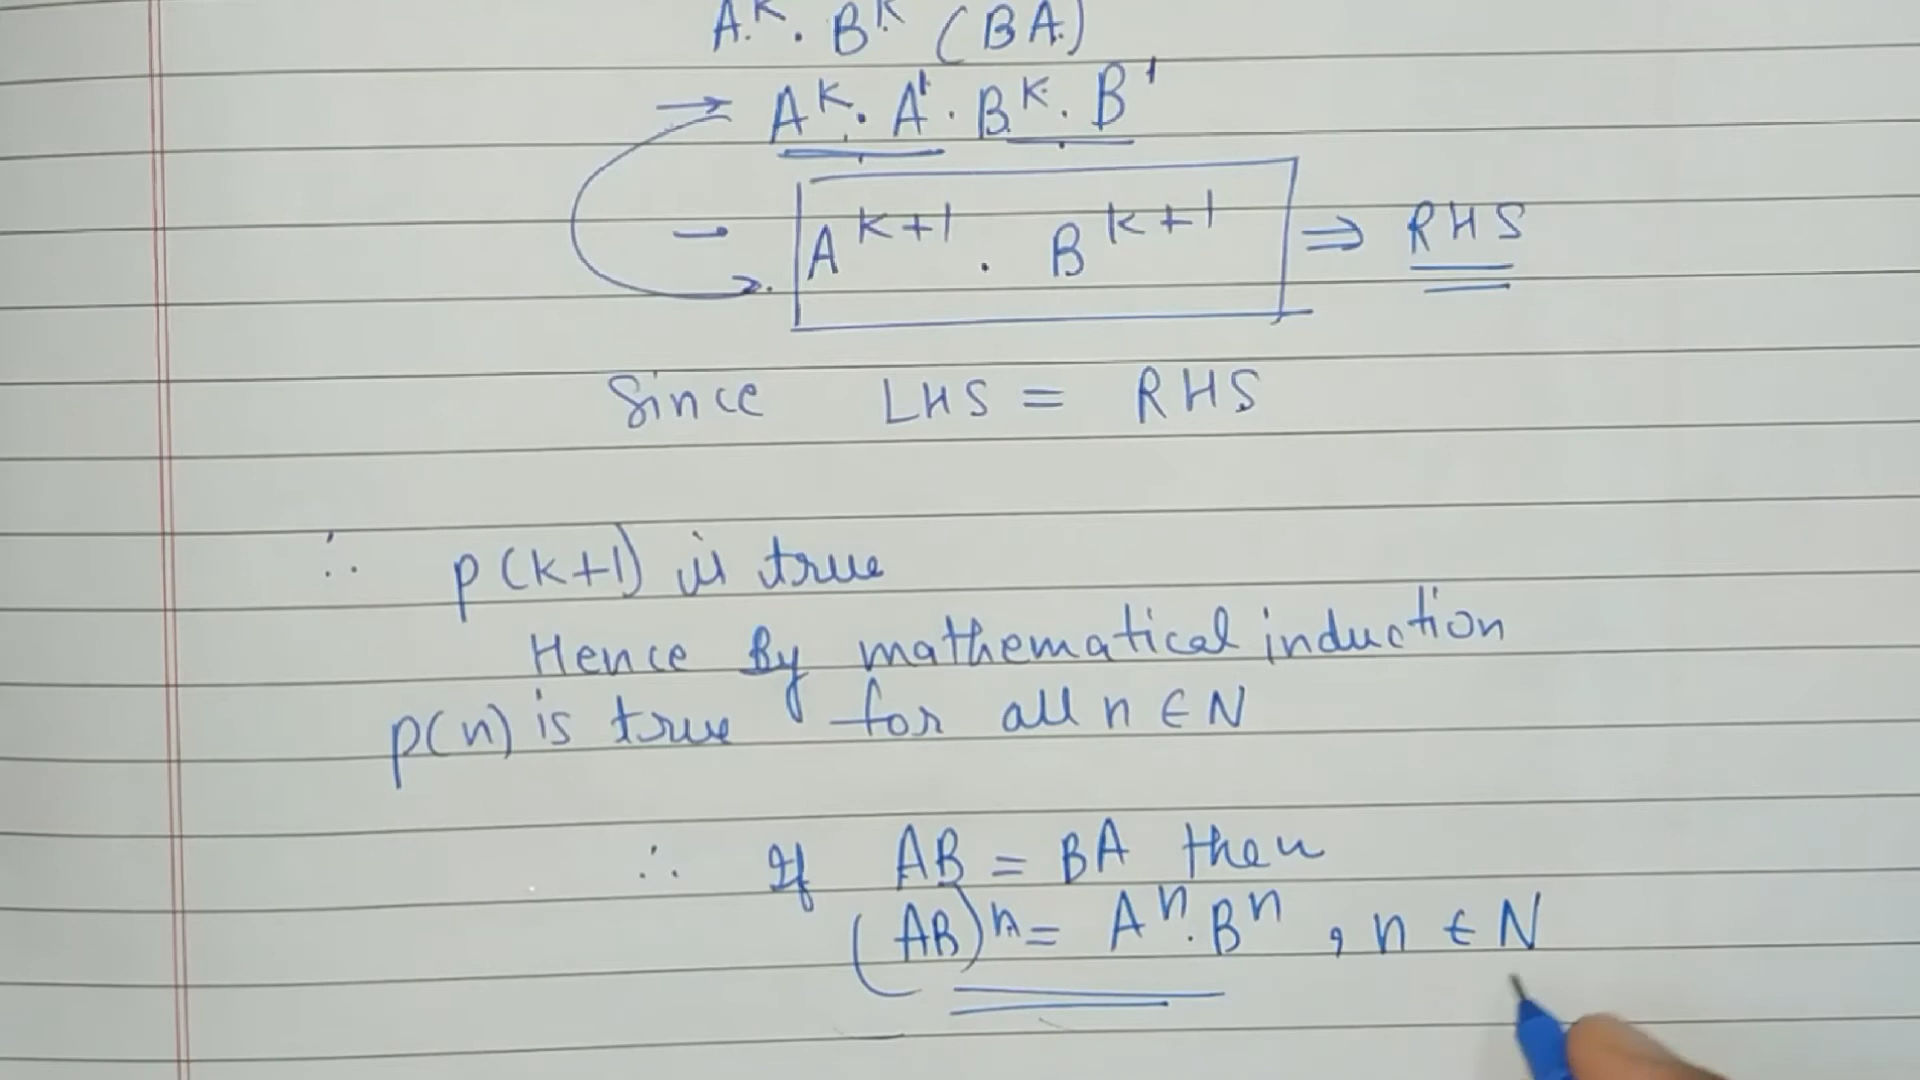 A^K . B^K (BA)
→ A^K . A^1 . B^K . B^1
- A^{K+1} . B^{K+1} ⇒ RHS
Since LHS = RHS
∴ p(k+1) is true
Hence By mathematical induction
p(n) is true for all n ∈ N
∴ If AB = BA then
(AB)^n = A^n . B^n , n ∈ N